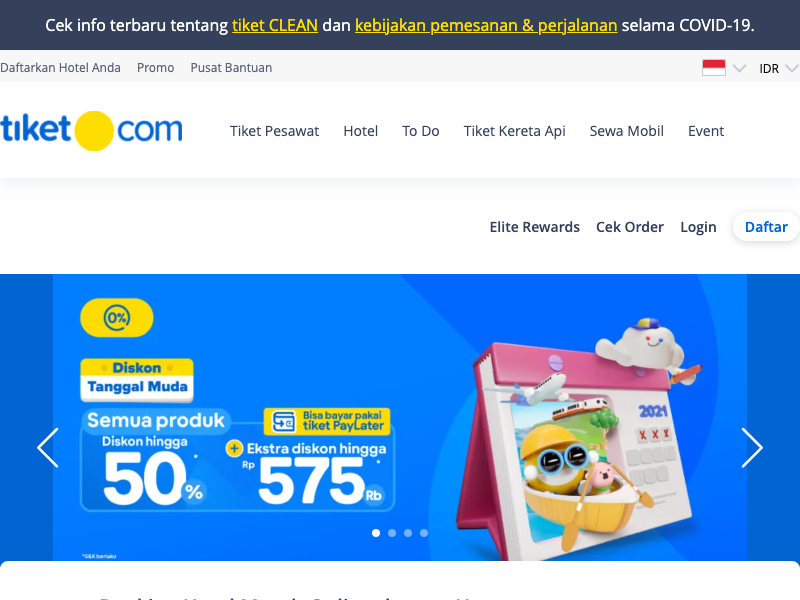 Cek info terbaru tentang tiket CLEAN dan kebijakan pemesanan & perjalanan selama COVID-19.
Daftarkan Hotel Anda Promo Pusat Bantuan IDR
tiket com
Tiket Pesawat Hotel To Do Tiket Kereta Api Sewa Mobil Event
Elite Rewards Cek Order Login Daftar
0%
Diskon
Tanggal Muda
Semua produk
Bisa bayar pakai
tiket PayLater
Diskon hingga
50%*
+ Ekstra diskon hingga
Rp 575 Rb*
2021
X X X
*S&K berlaku